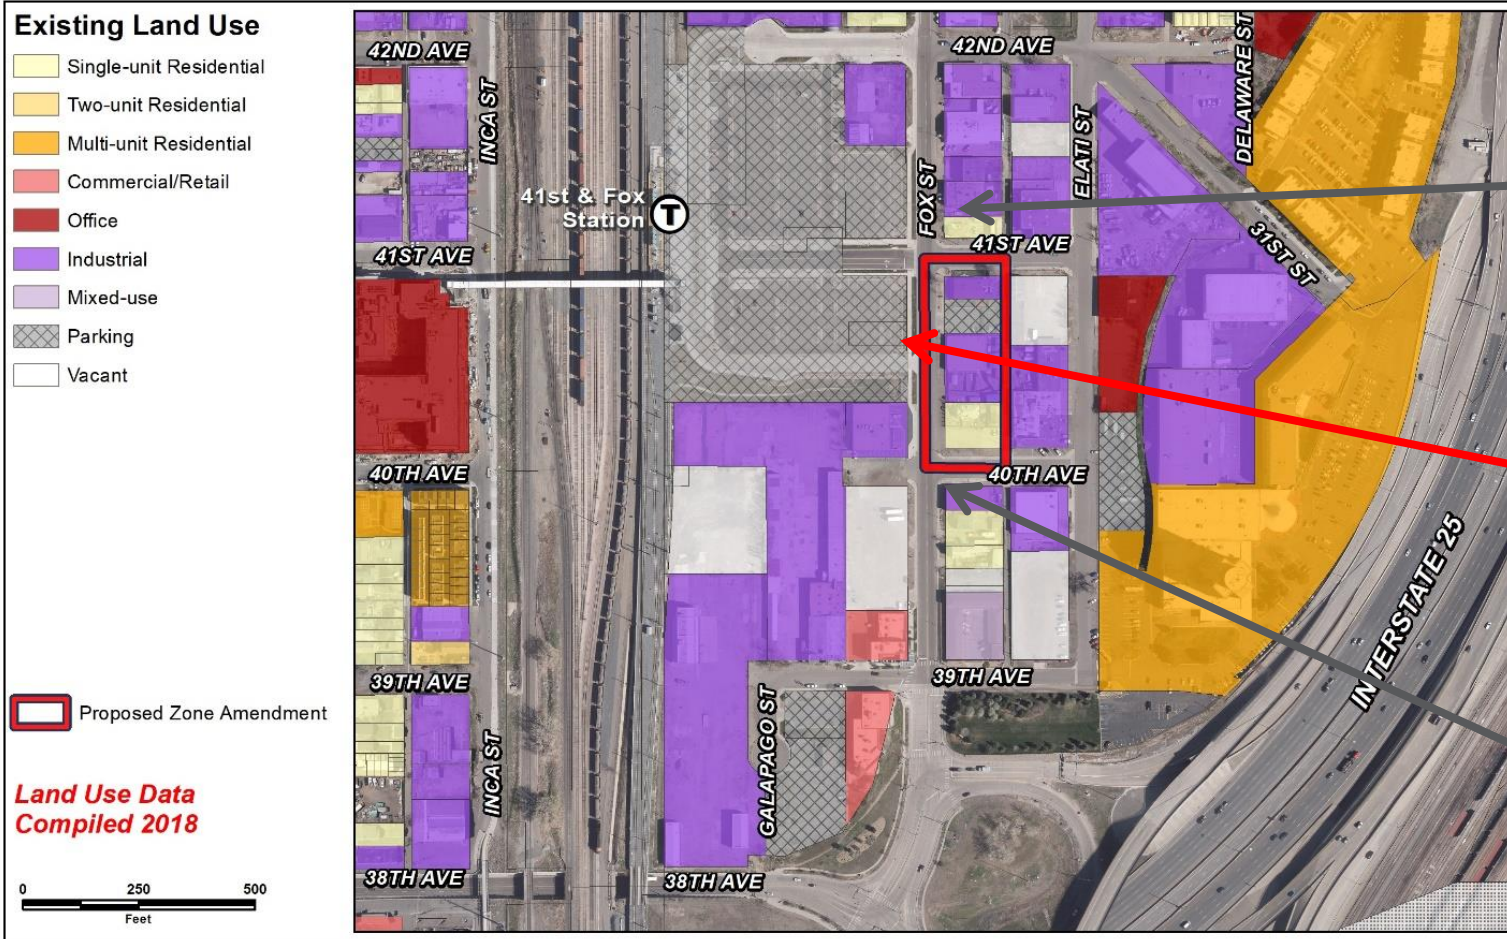 Existing Land Use
Single-unit Residential
Two-unit Residential
Multi-unit Residential
Commercial/Retail
Office
Industrial
Mixed-use
Parking
Vacant
Proposed Zone Amendment
Land Use Data
Compiled 2018
0 250 500
Feet
42ND AVE
42ND AVE
DELAWARE ST
INCA ST
ELATI ST
FOX ST
41st & Fox
Station
T
41ST AVE
41ST AVE
31ST ST
40TH AVE
40TH AVE
INTERSTATE 25
39TH AVE
39TH AVE
INCA ST
GALAPAGO ST
38TH AVE
38TH AVE